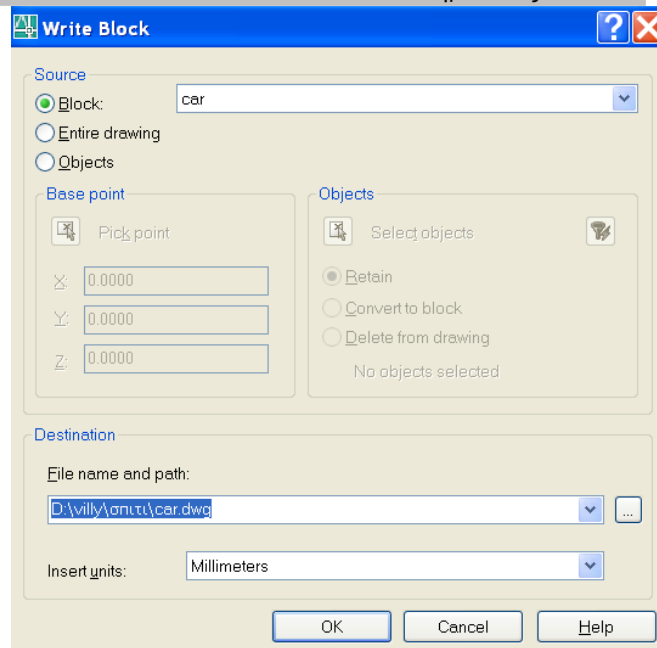 Write Block
Source
Block:
car
Entire drawing
Objects
Base point
Pick point
X:
0.0000
Y:
0.0000
Z:
0.0000
Objects
Select objects
Retain
Convert to block
Delete from drawing
No objects selected
Destination
File name and path:
D:\villy\σπιτι\car.dwg
...
Insert units:
Millimeters
OK
Cancel
Help